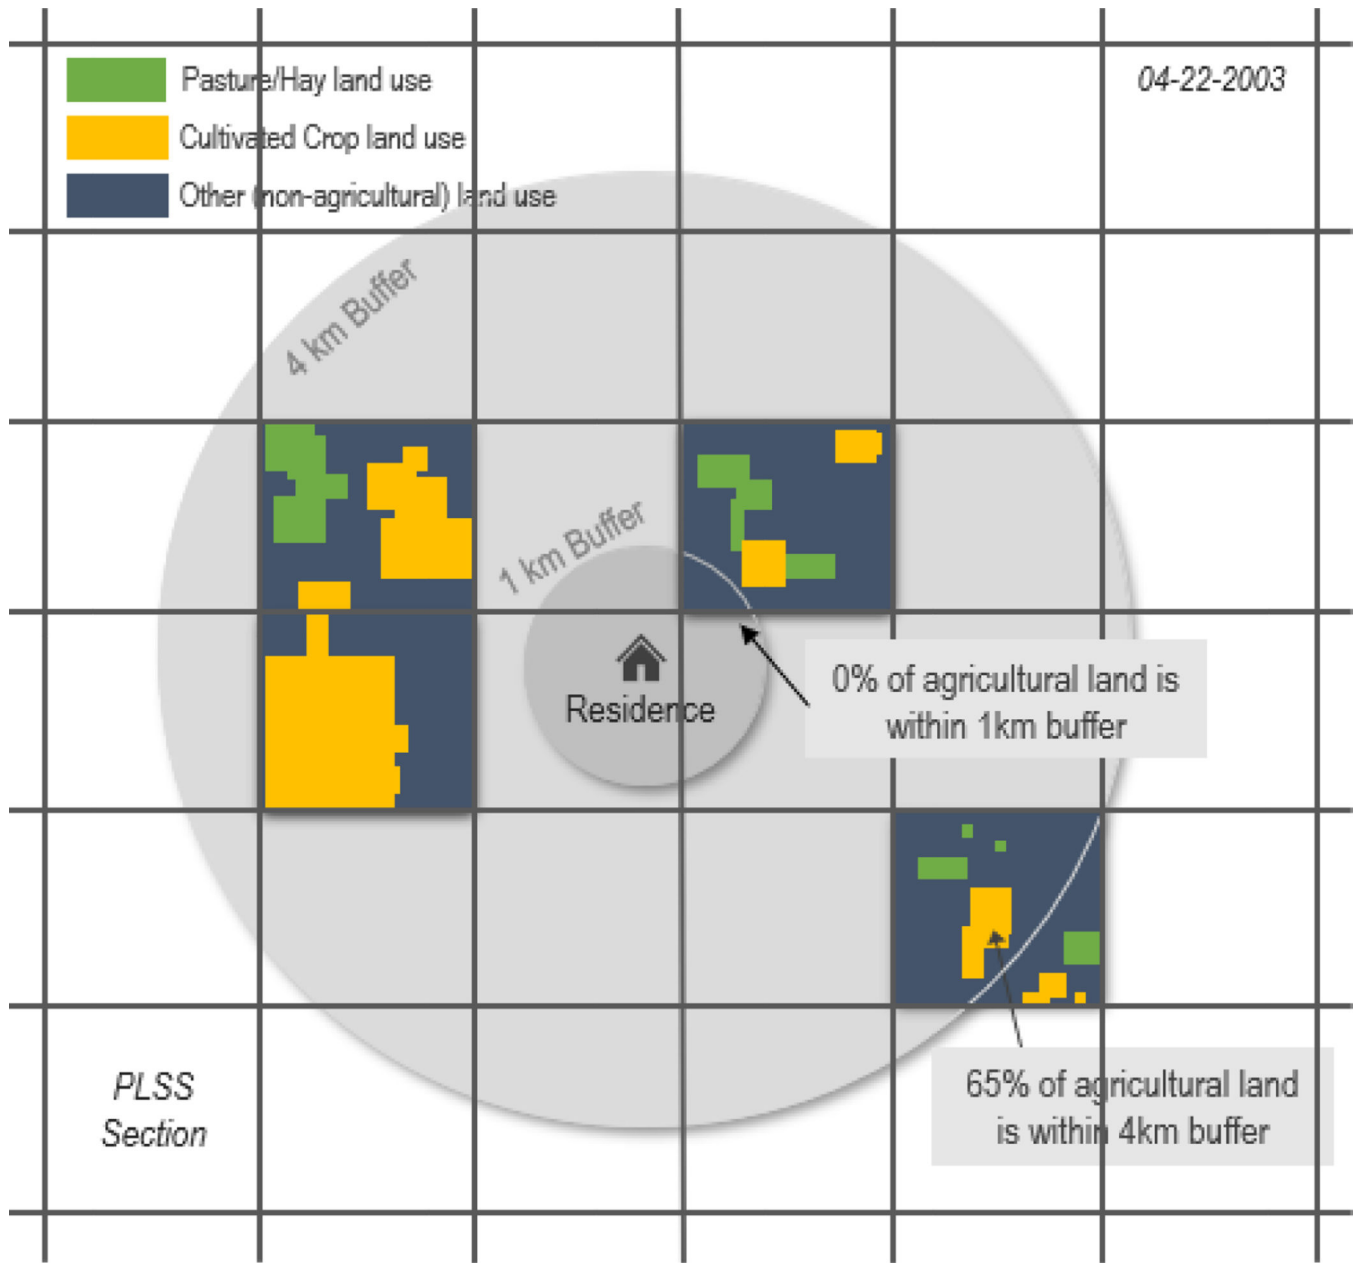 Pasture/Hay land use
04-22-2003
Cultivated Crop land use
Other (non-agricultural) land use
4 km Buffer
1 km Buffer
Residence
0% of agricultural land is
within 1km buffer
65% of agricultural land
is within 4km buffer
PLSS
Section